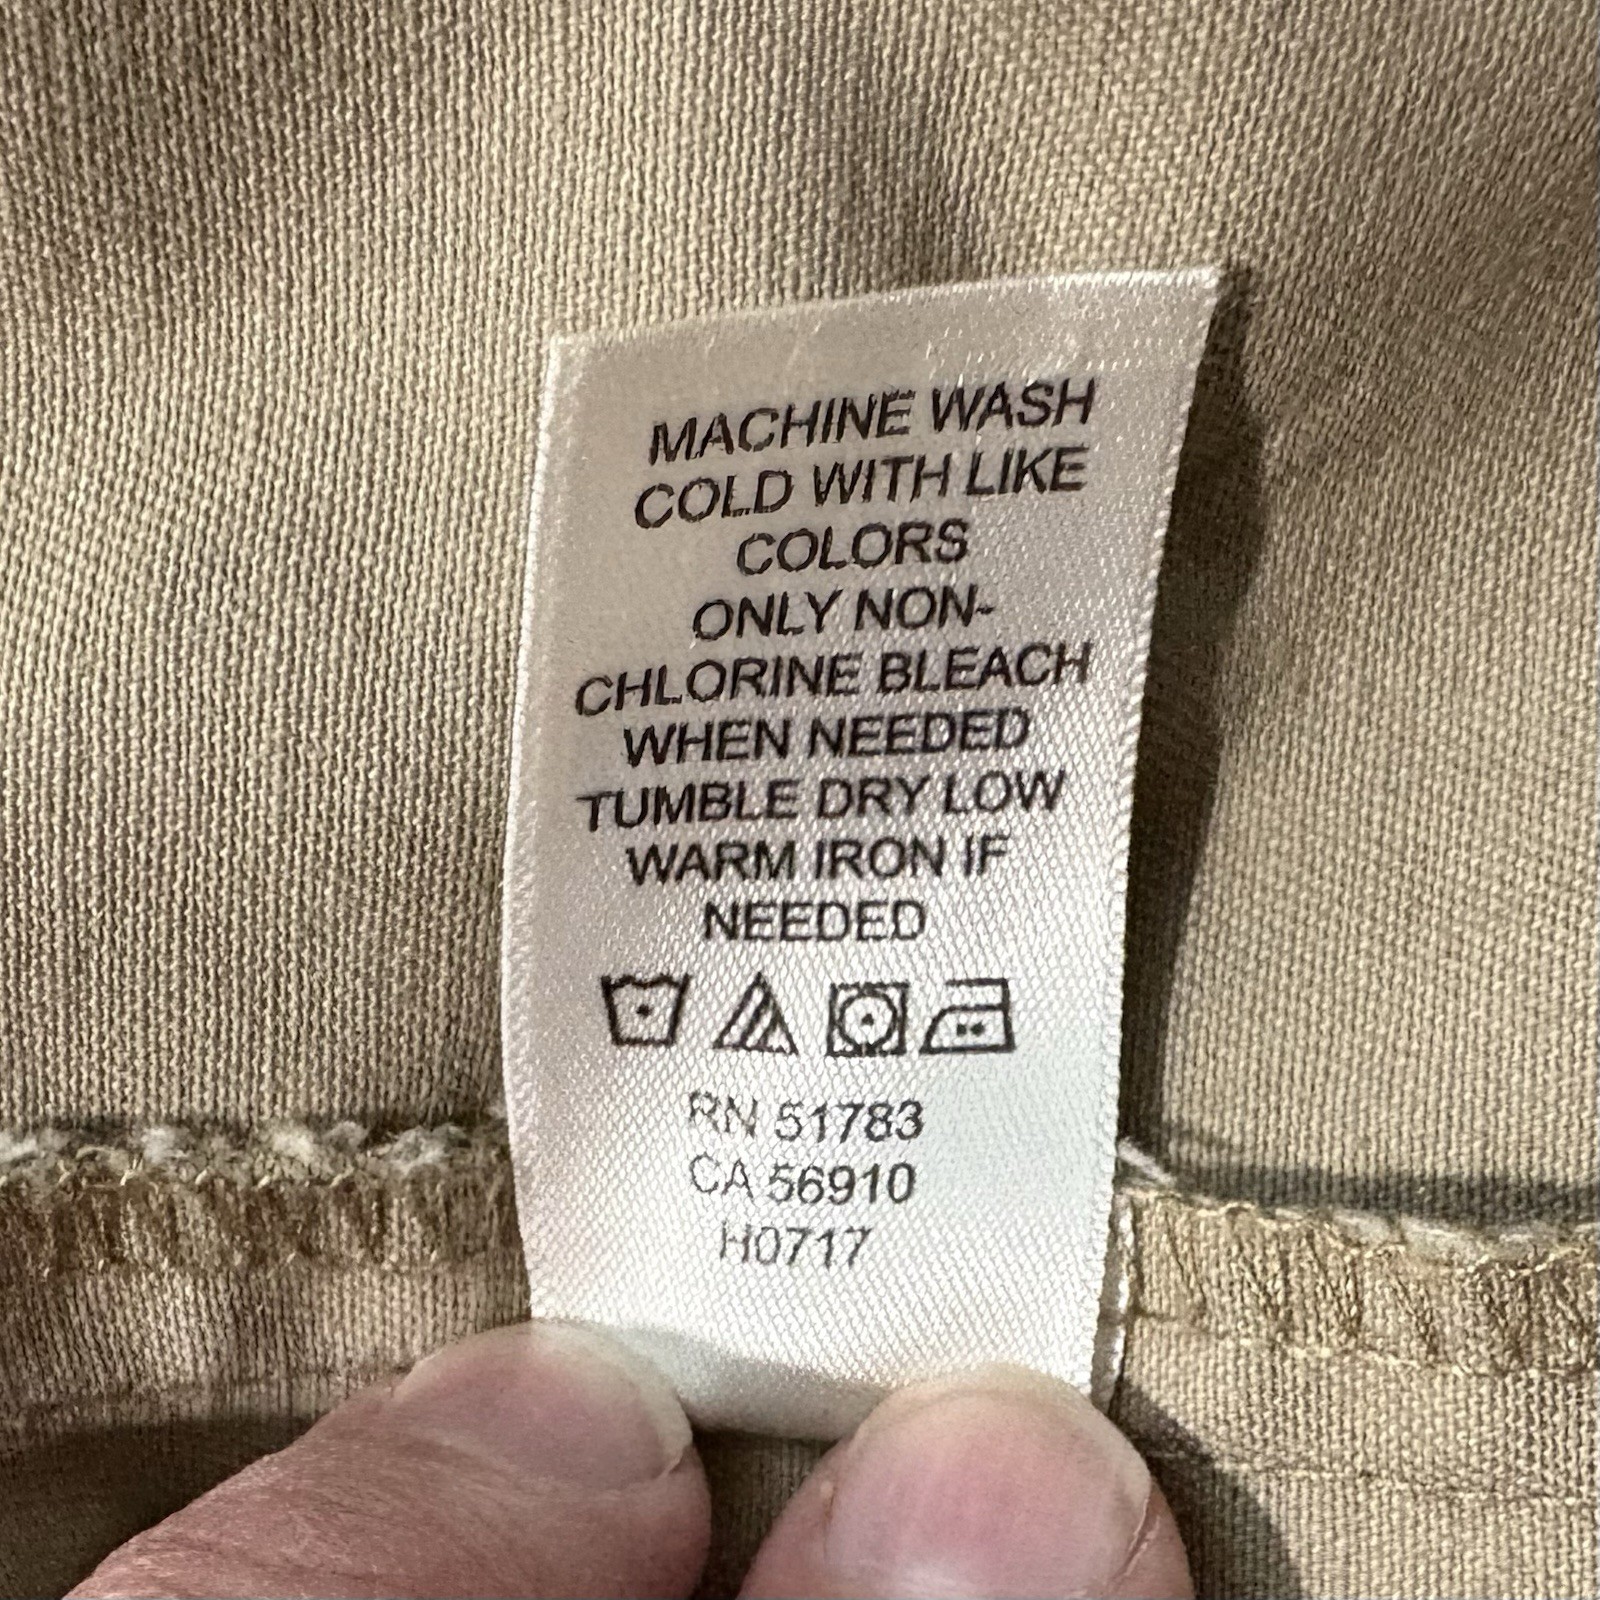 MACHINE WASH
COLD WITH LIKE
COLORS
ONLY NON-
CHLORINE BLEACH
WHEN NEEDED
TUMBLE DRY LOW
WARM IRON IF
NEEDED
RN 51783
CA 56910
H0717